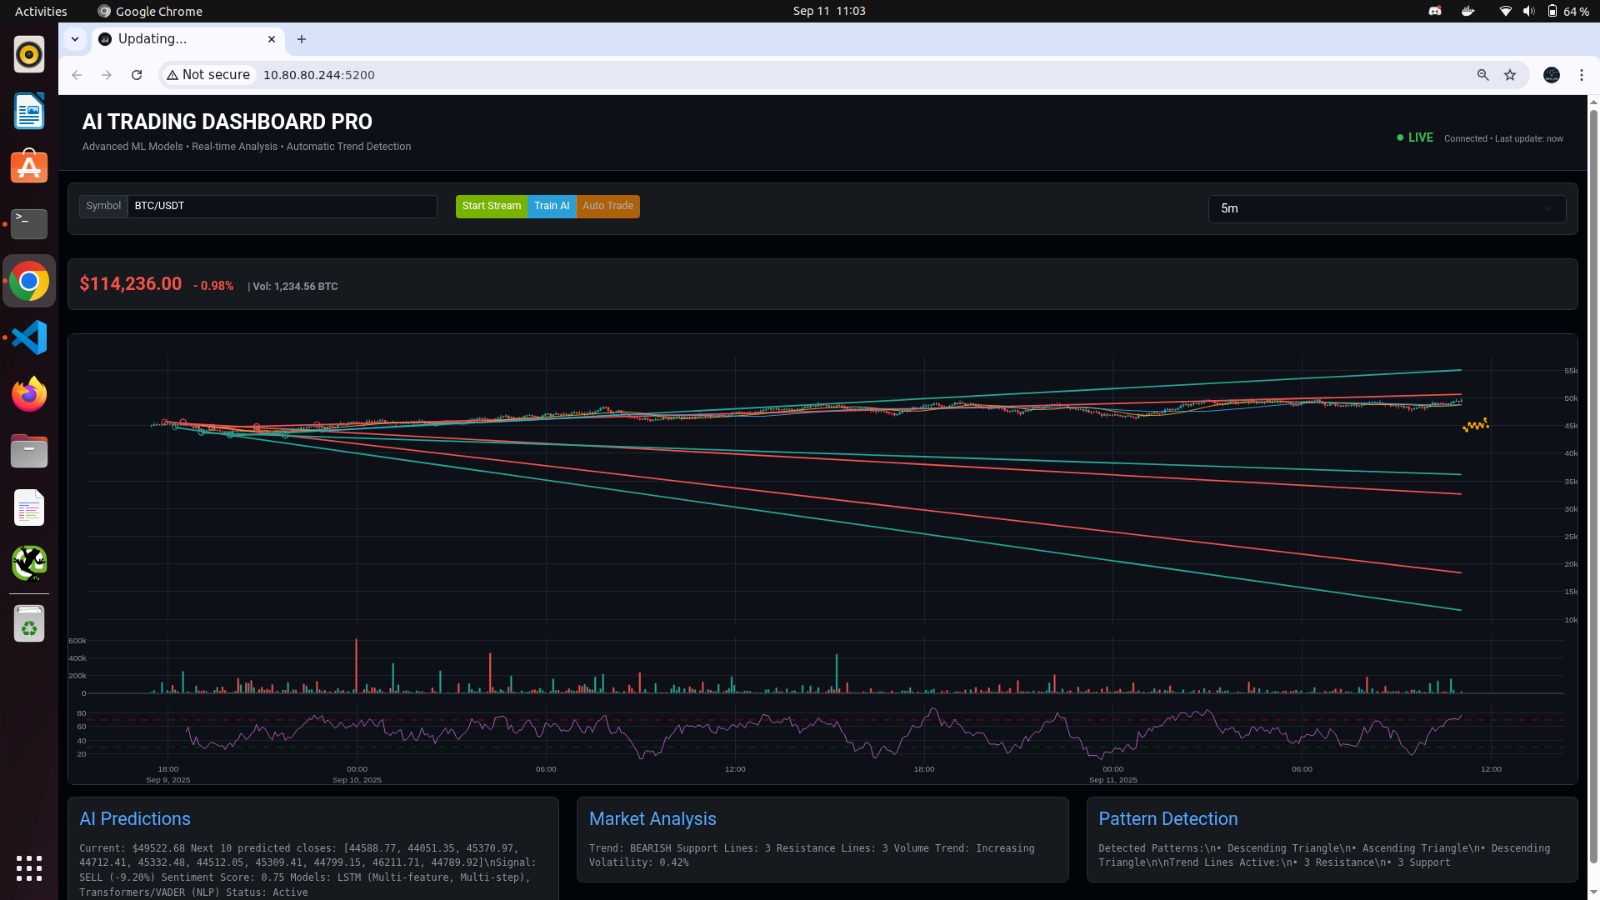 Activities
Google Chrome
Sep 11 11:03
64 %
Updating...
Not secure
10.80.80.244:5200
AI TRADING DASHBOARD PRO
Advanced ML Models • Real-time Analysis • Automatic Trend Detection
LIVE
Connected • Last update: now
Symbol
BTC/USDT
Start Stream
Train AI
Auto Trade
5m
$114,236.00 - 0.98% | Vol: 1,234.56 BTC
55k
50k
45k
40k
35k
30k
25k
20k
15k
10k
600k
400k
200k
0
80
60
40
20
18:00
Sep 9, 2025
00:00
Sep 10, 2025
06:00
12:00
18:00
00:00
Sep 11, 2025
06:00
12:00
AI Predictions
Current: $49522.68 Next 10 predicted closes: [44588.77, 44051.35, 45370.97,
44712.41, 45332.48, 44512.05, 45309.41, 44799.15, 46211.71, 44789.92]\nSignal:
SELL (-9.20%) Sentiment Score: 0.75 Models: LSTM (Multi-feature, Multi-step),
Transformers/VADER (NLP) Status: Active
Market Analysis
Trend: BEARISH Support Lines: 3 Resistance Lines: 3 Volume Trend: Increasing
Volatility: 0.42%
Pattern Detection
Detected Patterns:\n• Descending Triangle\n• Ascending Triangle\n• Descending
Triangle\n\nTrend Lines Active:\n• 3 Resistance\n• 3 Support